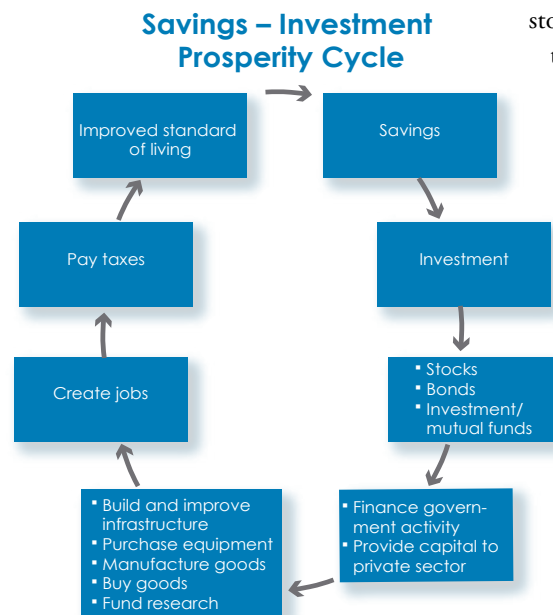 Savings – Investment
Prosperity Cycle
sto
t
Improved standard
of living
Savings
Pay taxes
Investment
Create jobs
▪ Stocks
▪ Bonds
▪ Investment/
mutual funds
▪ Build and improve
infrastructure
▪ Purchase equipment
▪ Manufacture goods
▪ Buy goods
▪ Fund research
▪ Finance govern-
ment activity
▪ Provide capital to
private sector